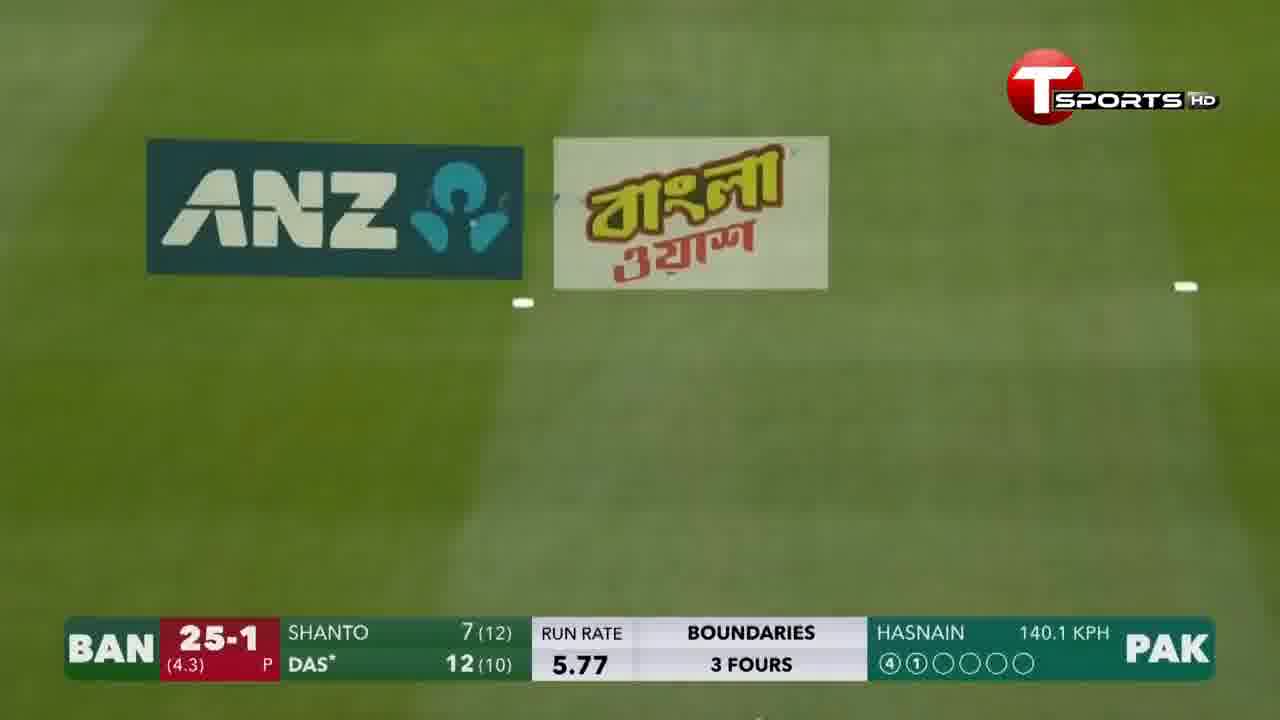 T SPORTS HD
ANZ
বাংলা
ওয়াশ
BAN
25-1
(4.3) P
SHANTO 7 (12)
DAS* 12 (10)
RUN RATE
5.77
BOUNDARIES
3 FOURS
HASNAIN 140.1 KPH
4 1
PAK